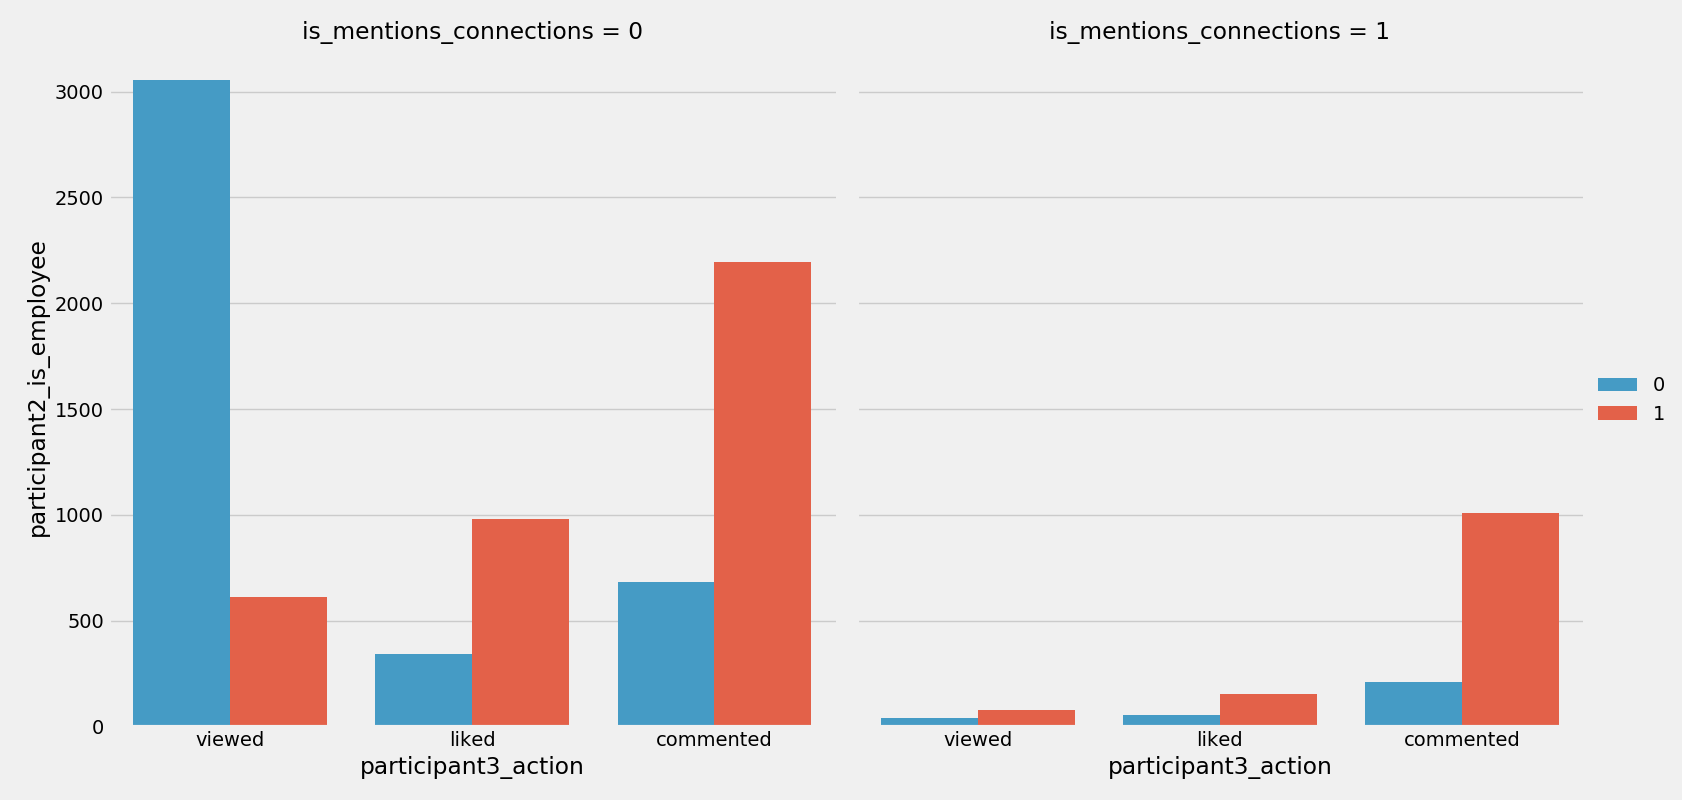 is_mentions_connections = 0
is_mentions_connections = 1
participant2_is_employee
3000
2500
2000
1500
1000
500
0
viewed
liked
commented
participant3_action
viewed
liked
commented
participant3_action
0
1